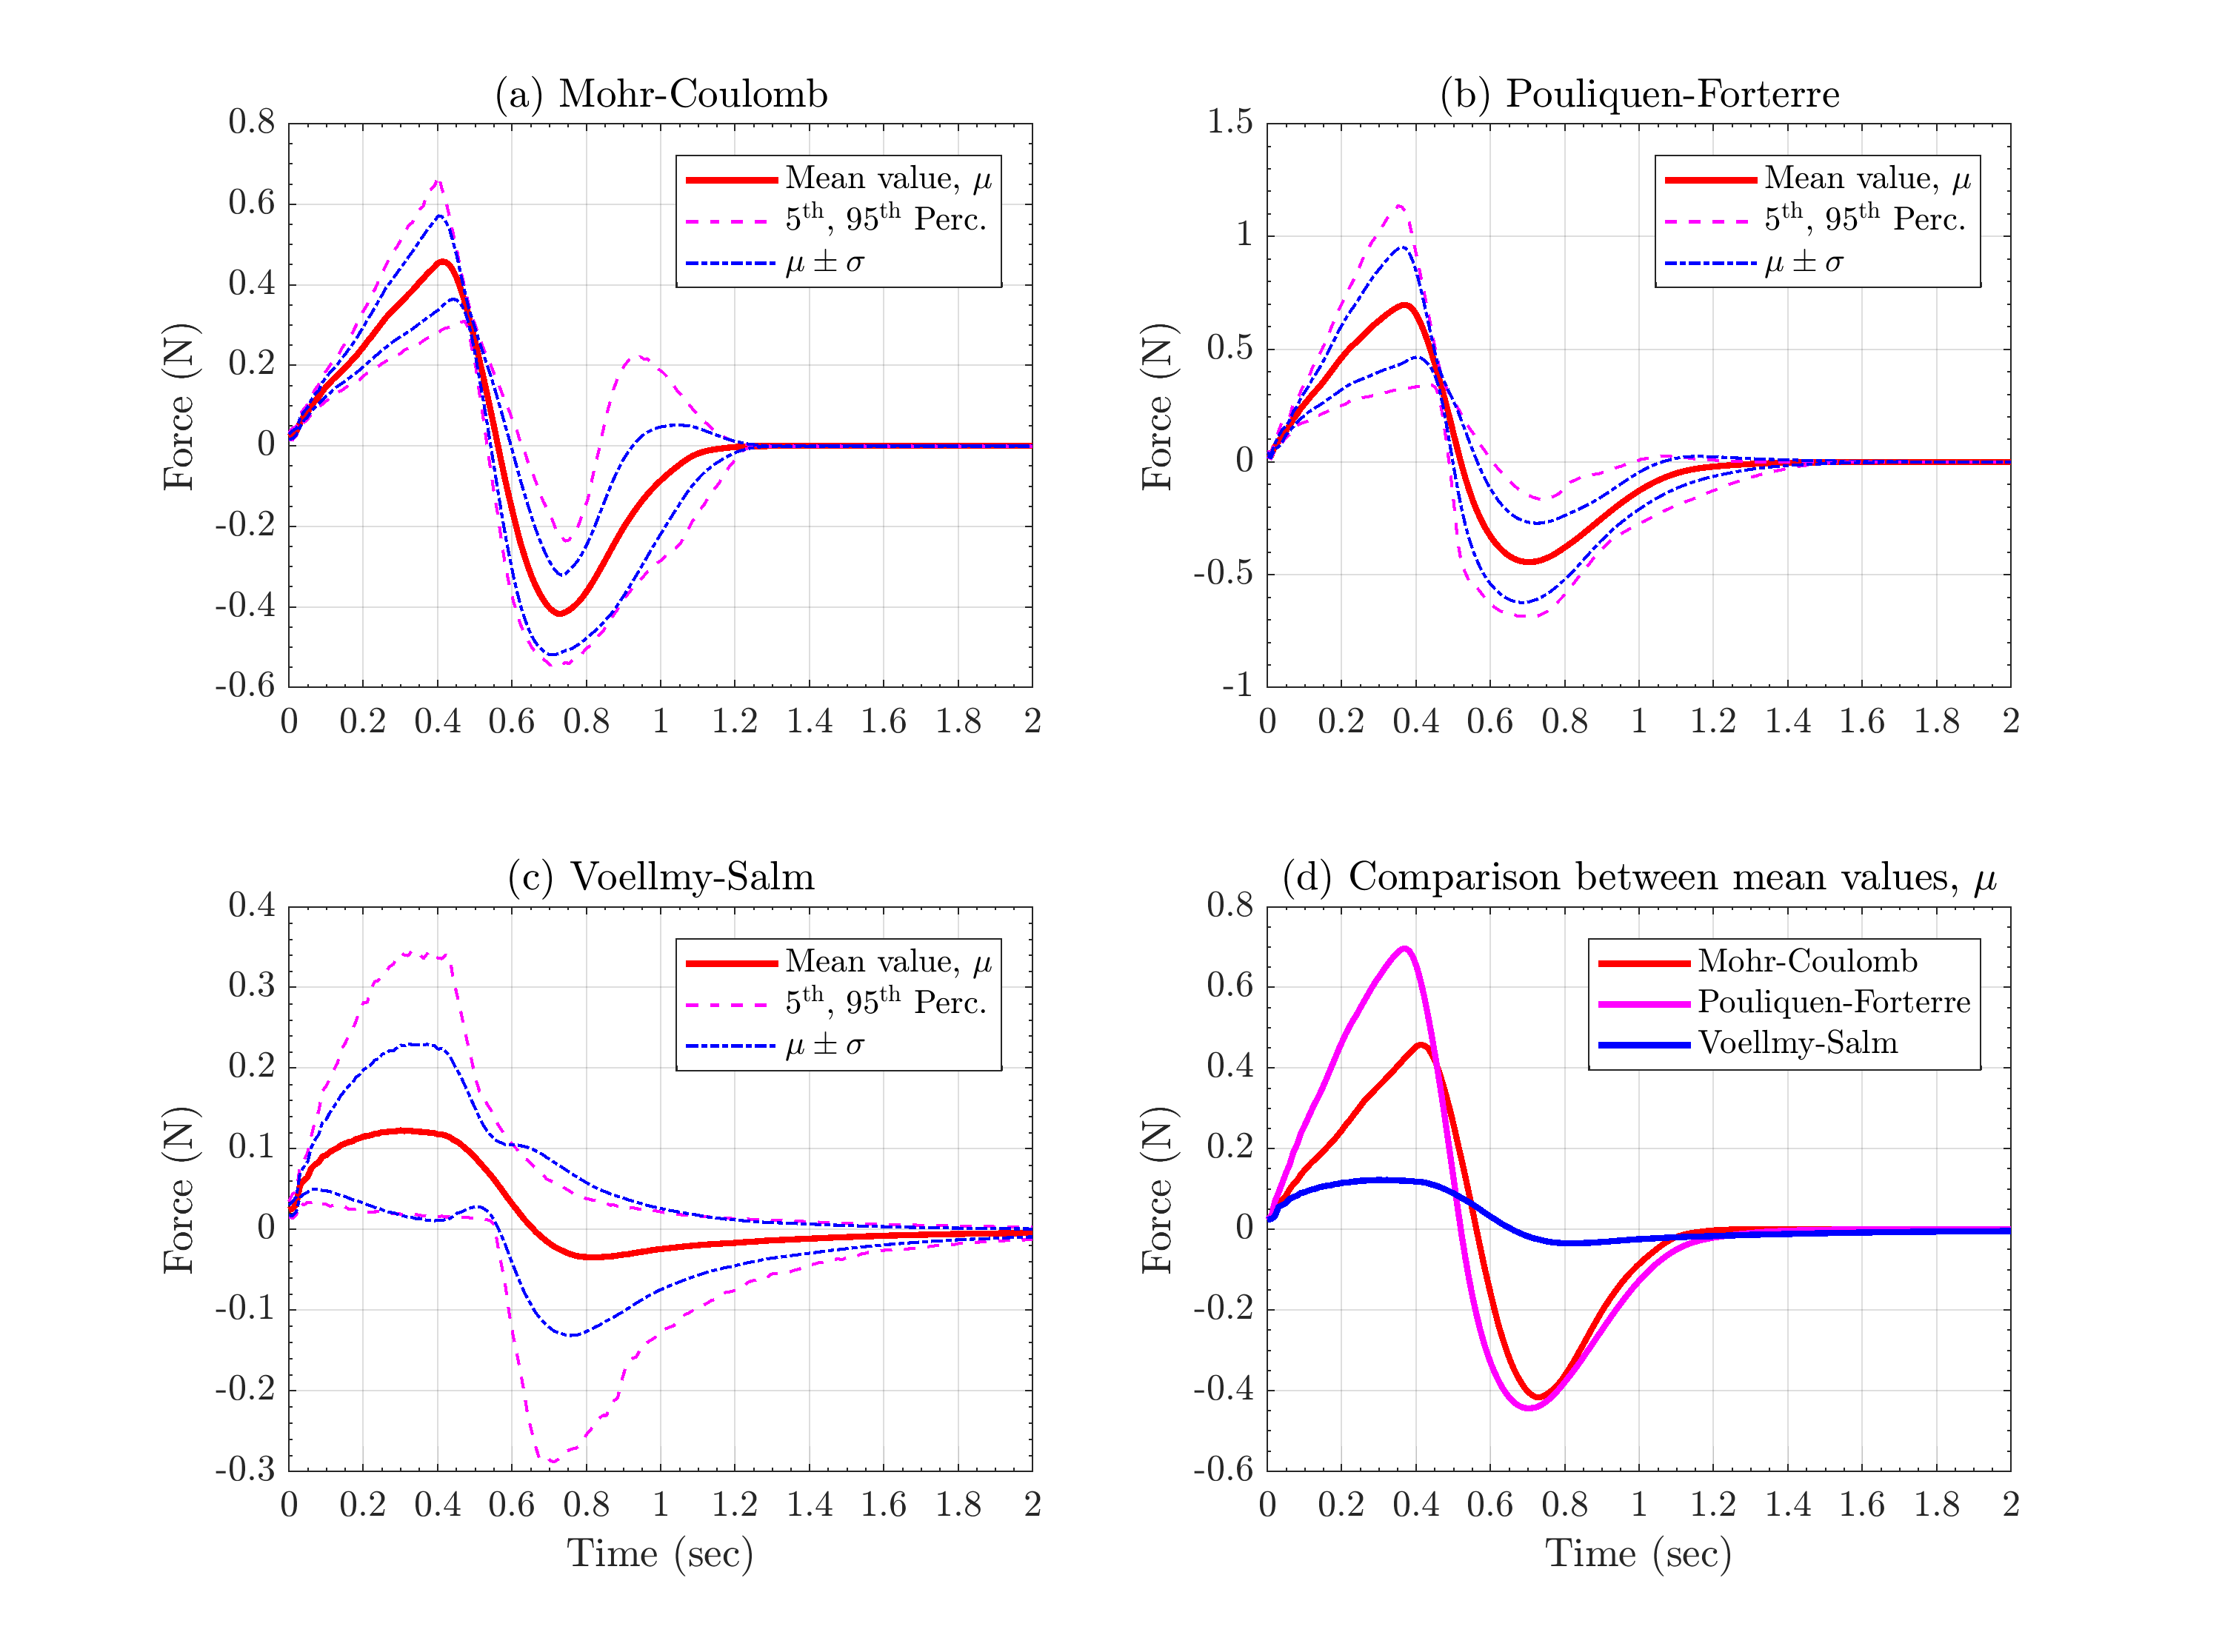 (a) Mohr-Coulomb
0.8
0.6
0.4
0.2
0
-0.2
-0.4
-0.6
Force (N)
0 0.2 0.4 0.6 0.8 1 1.2 1.4 1.6 1.8 2
Mean value, μ
5th, 95th Perc.
μ ± σ
(b) Pouliquen-Forterre
1.5
1
0.5
0
-0.5
-1
Force (N)
0 0.2 0.4 0.6 0.8 1 1.2 1.4 1.6 1.8 2
Mean value, μ
5th, 95th Perc.
μ ± σ
(c) Voellmy-Salm
0.4
0.3
0.2
0.1
0
-0.1
-0.2
-0.3
Force (N)
0 0.2 0.4 0.6 0.8 1 1.2 1.4 1.6 1.8 2
Time (sec)
Mean value, μ
5th, 95th Perc.
μ ± σ
(d) Comparison between mean values, μ
0.8
0.6
0.4
0.2
0
-0.2
-0.4
-0.6
Force (N)
0 0.2 0.4 0.6 0.8 1 1.2 1.4 1.6 1.8 2
Time (sec)
Mohr-Coulomb
Pouliquen-Forterre
Voellmy-Salm